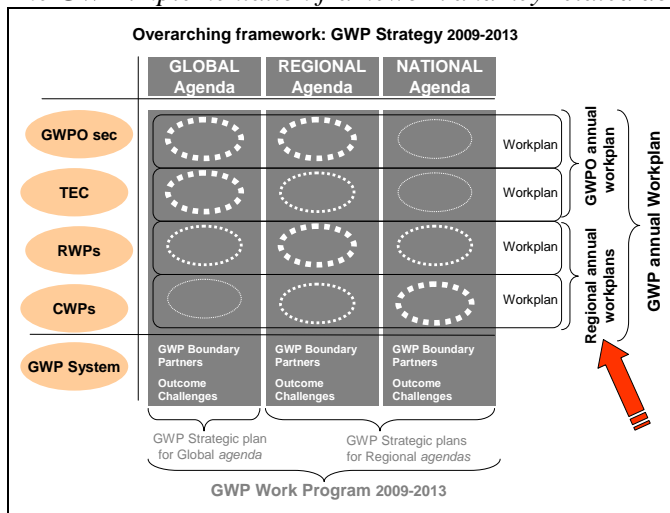 Overarching framework: GWP Strategy 2009-2013
GLOBAL REGIONAL NATIONAL
Agenda Agenda Agenda
GWPO sec
Workplan
TEC
Workplan
RWPs
Workplan
CWPs
Workplan
GWPO annual
workplan
Regional annual
workplans
GWP annual Workplan
GWP System
GWP Boundary GWP Boundary GWP Boundary
Partners Partners Partners
Outcome Outcome Outcome
Challenges Challenges Challenges
GWP Strategic plan
for Global agenda
GWP Strategic plans
for Regional agendas
GWP Work Program 2009-2013